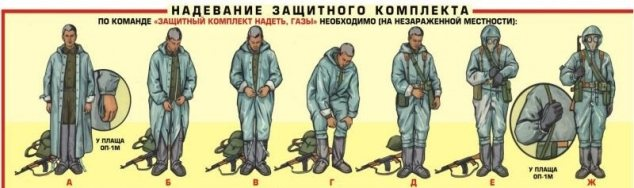 НАДЕВАНИЕ ЗАЩИТНОГО КОМПЛЕКТА
ПО КОМАНДЕ «ЗАЩИТНЫЙ КОМПЛЕКТ НАДЕТЬ, ГАЗЫ» НЕОБХОДИМО (НА НЕЗАРАЖЕННОЙ МЕСТНОСТИ):
У ПЛАЩА
ОП-1М
У ПЛАЩА
ОП-1М
А Б В Г Д Е Ж